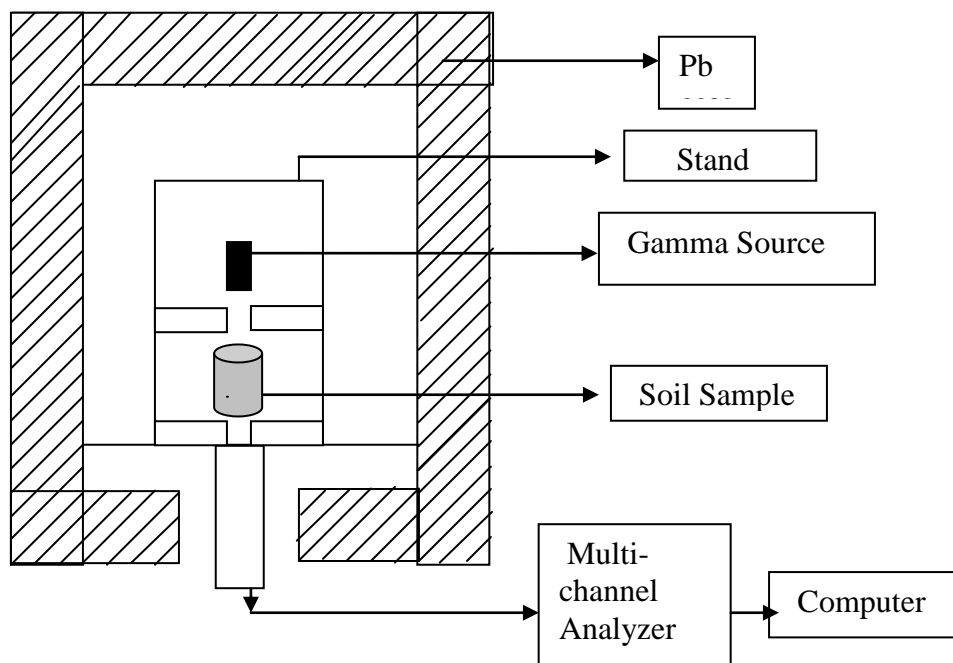 Pb
Stand
Gamma Source
Soil Sample
Multi-
channel
Analyzer
Computer